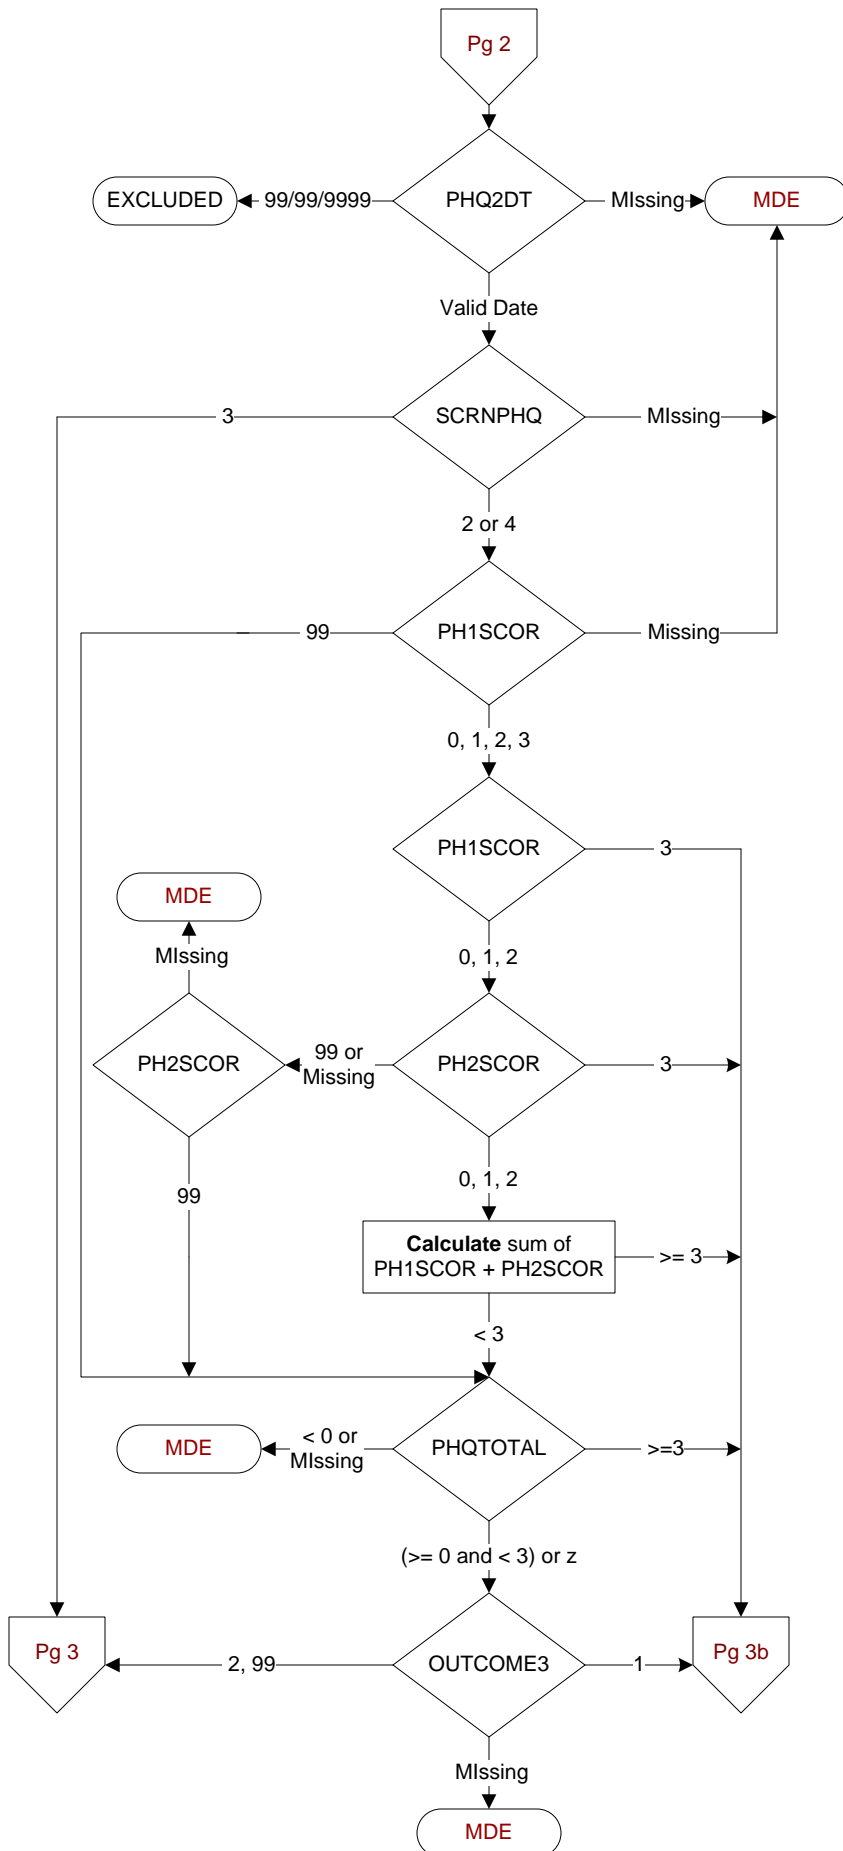 Pg 2
EXCLUDED
99/99/9999
PHQ2DT
MIssing
MDE
Valid Date
3
SCRNPHQ
MIssing
2 or 4
99
PH1SCOR
Missing
0, 1, 2, 3
PH1SCOR
3
MDE
MIssing
0, 1, 2
PH2SCOR
99 or
Missing
PH2SCOR
3
99
0, 1, 2
Calculate sum of
PH1SCOR + PH2SCOR
>= 3
< 3
MDE
< 0 or
MIssing
PHQTOTAL
>=3
(>= 0 and < 3) or z
Pg 3
2, 99
OUTCOME3
1
Pg 3b
MIssing
MDE